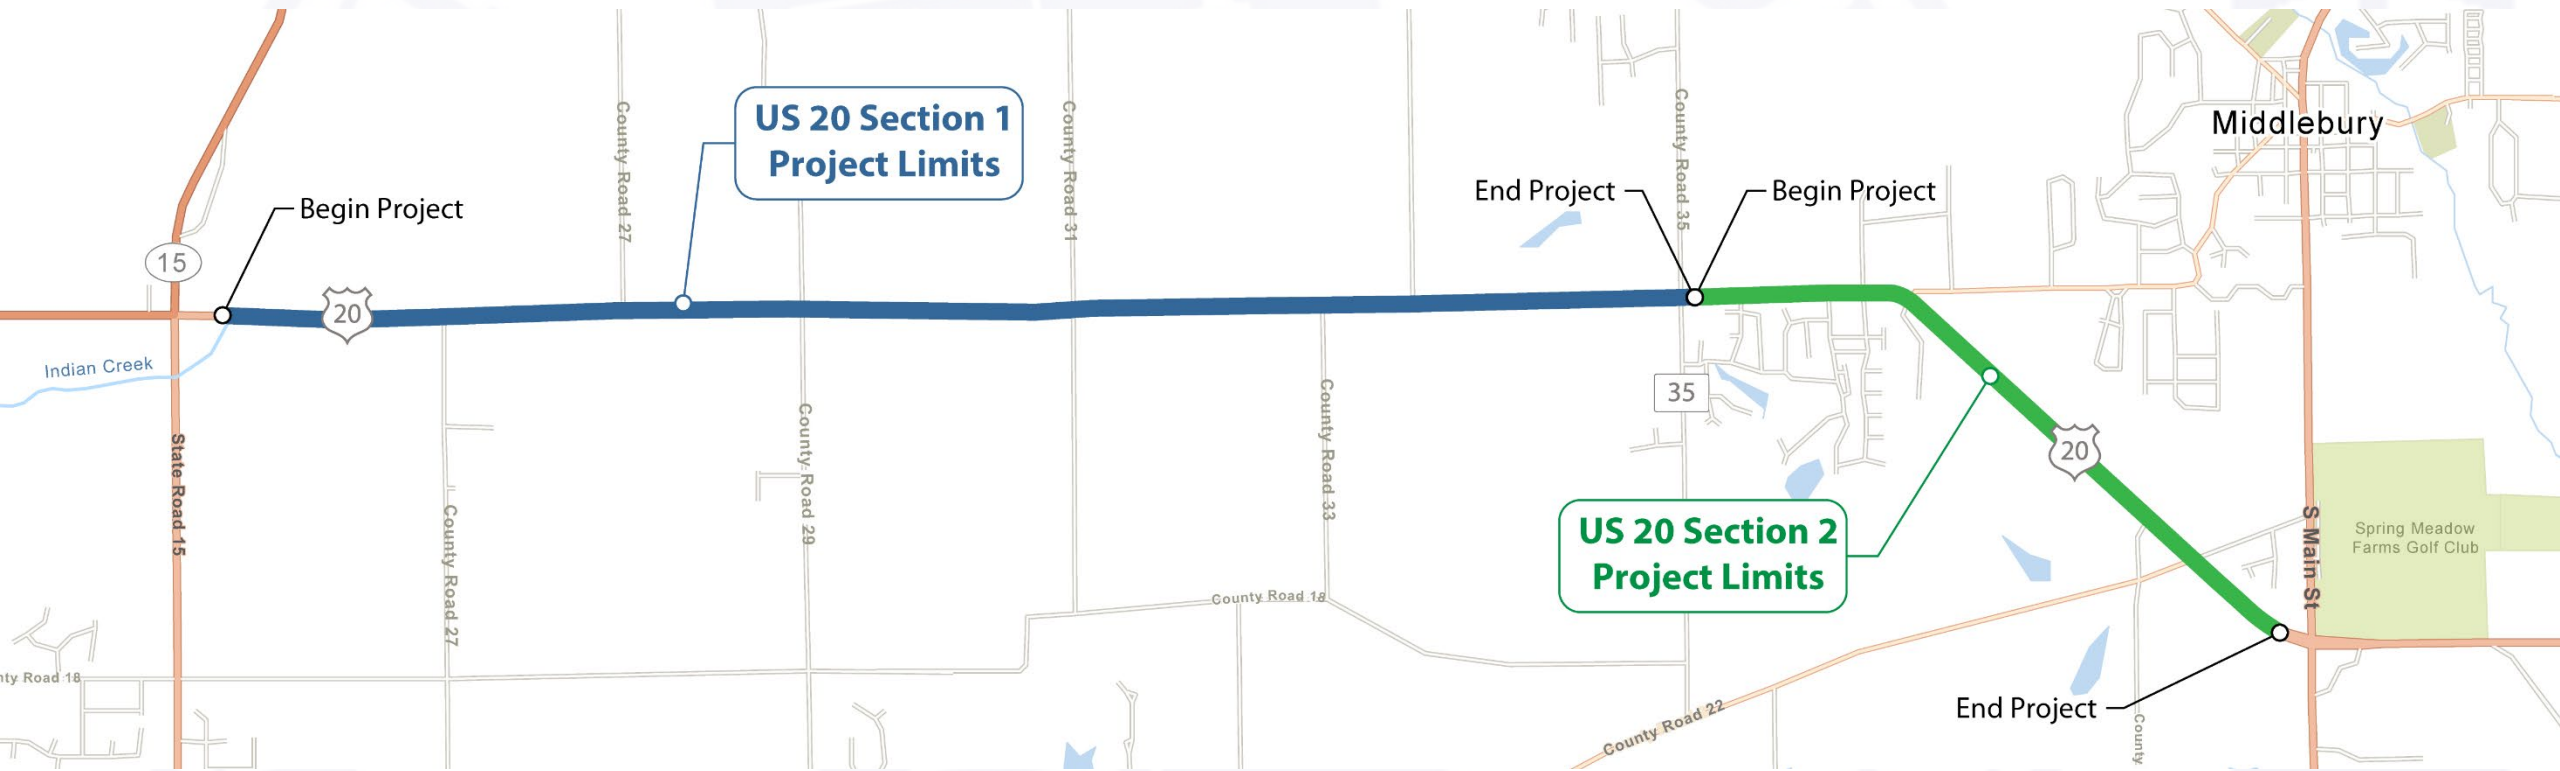 Middlebury
US 20 Section 1
Project Limits
County Road 27
County Road 31
County Road 35
End Project
Begin Project
Begin Project
15
20
Indian Creek
35
State Road 15
County Road 27
County Road 29
County Road 33
20
US 20 Section 2
Project Limits
S Main St
Spring Meadow
Farms Golf Club
County Road 18
nty Road 18
County Road 22
End Project
County